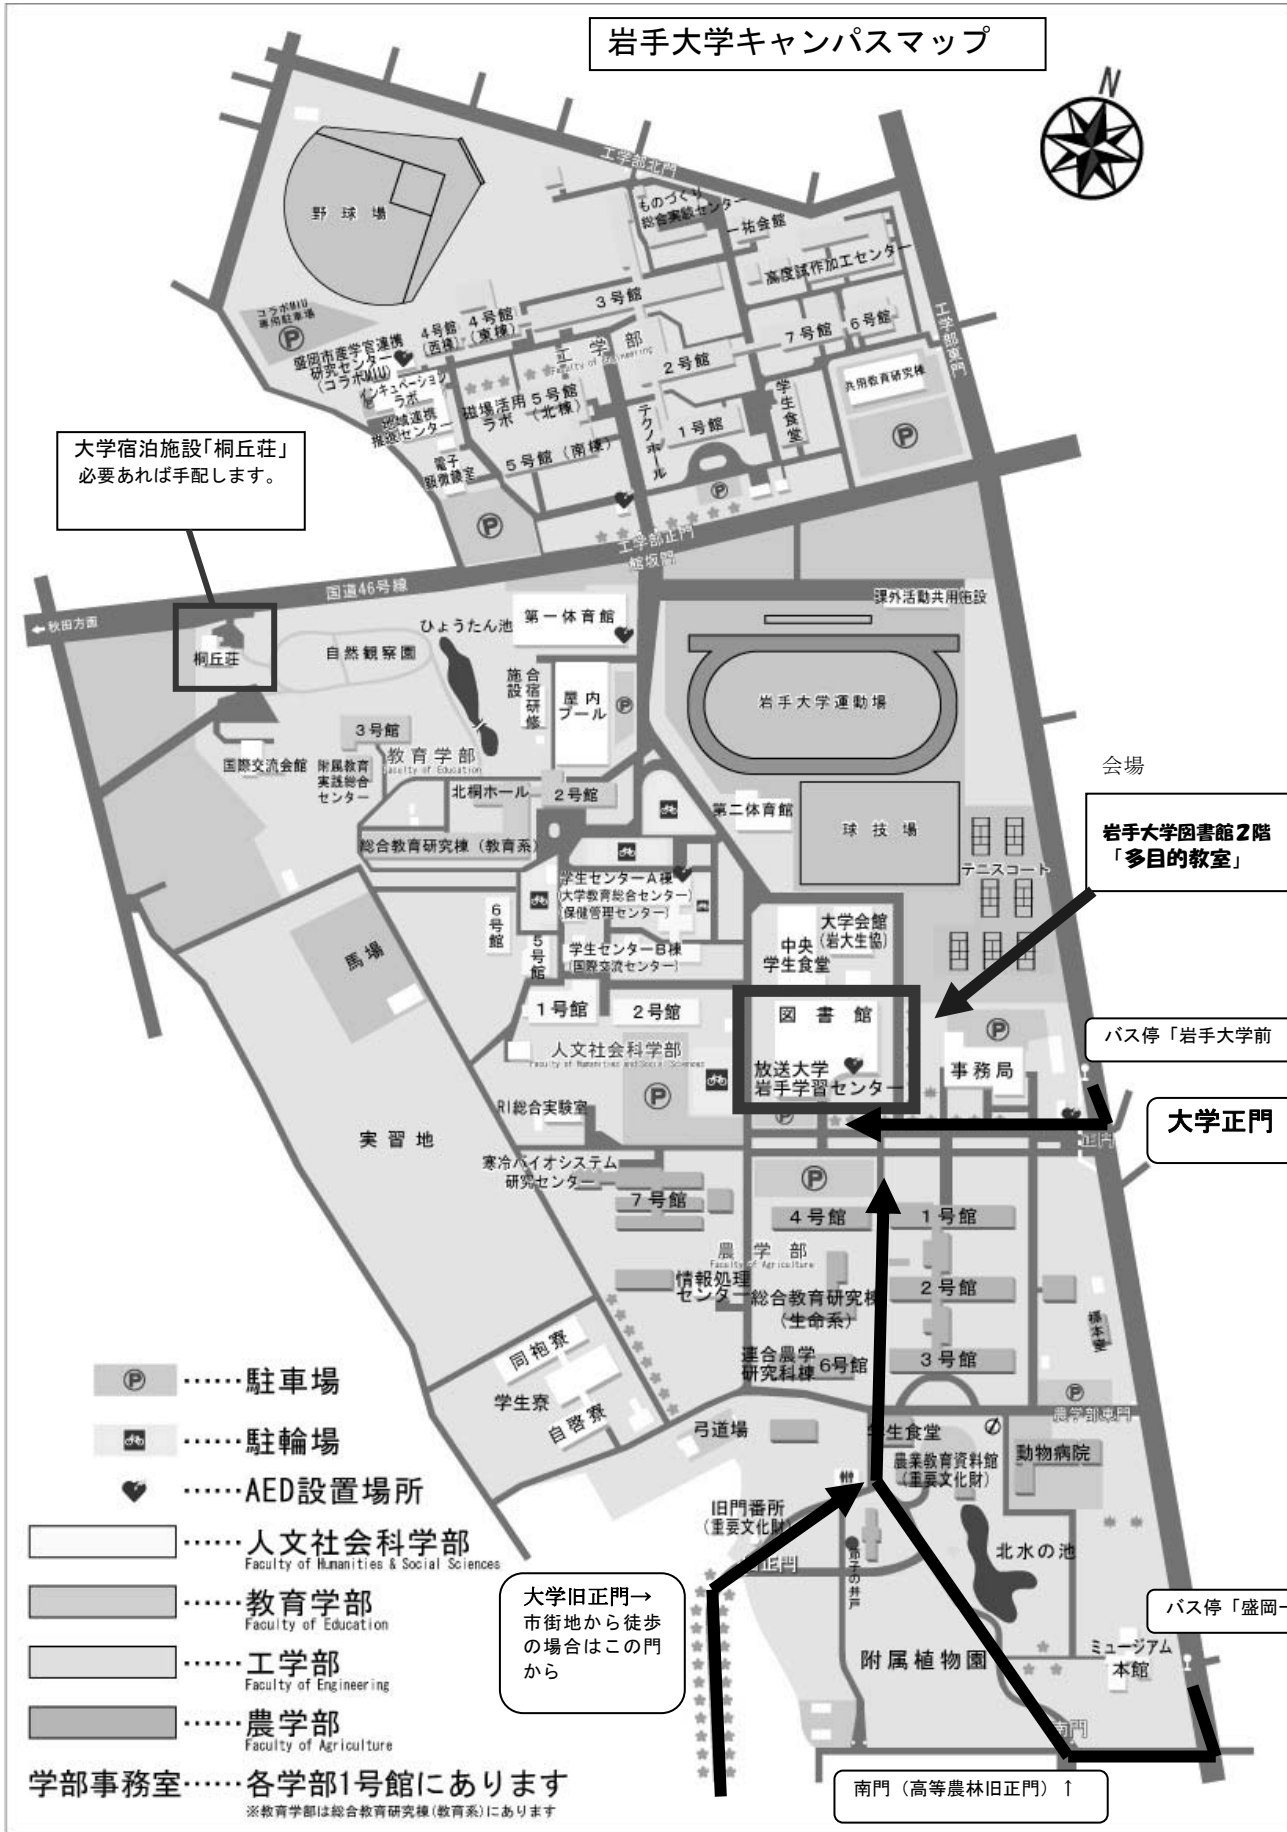 岩手大学キャンパスマップ
N
工学部北門
野球場
ものづくり
総合実験センター
一祐会館
高度試作加工センター
コラボMIU
専用駐車場
3号館
4号館
(東棟)
4号館
(西棟)
7号館
6号館
工学部東門
盛岡市産学官連携
研究センター
(コラボMIU)
工学部
Faculty of Engineering
2号館
共用教育研究棟
インキュベーション
ラボ
磁場活用
ラボ
5号館
(北棟)
学生食堂
地域連携
推進センター
テクノホール
1号館
大学宿泊施設「桐丘荘」
必要あれば手配します。
5号館(南棟)
電子
顕微鏡室
工学部正門
館坂門
国道46号線
←秋田方面
課外活動共用施設
第一体育館
ひょうたん池
桐丘荘
自然観察園
合宿研修
施設
屋内
プール
岩手大学運動場
3号館
教育学部
Faculty of Education
国際交流会館
附属教育
実践総合
センター
会場
北桐ホール
2号館
第二体育館
球技場
岩手大学図書館2階
「多目的教室」
総合教育研究棟(教育系)
テニスコート
学生センターA棟
(大学教育総合センター)
(保健管理センター)
6号館
大学会館
(岩大生協)
中央
学生食堂
5号館
学生センターB棟
(国際交流センター)
馬場
1号館
2号館
図書館
バス停「岩手大学前
人文社会科学部
Faculty of Humanities and Social Sciences
放送大学
岩手学習センター
事務局
RI総合実験室
大学正門
正門
実習地
寒冷バイオシステム
研究センター
7号館
4号館
1号館
農学部
Faculty of Agriculture
情報処理
センター
総合教育研究棟
(生命系)
2号館
標本室
同袍寮
連合農学
研究科棟
6号館
3号館
学生寮
自啓寮
農学部東門
弓道場
学生食堂
農業教育資料館
(重要文化財)
動物病院
旧門番所
(重要文化財)
旧正門
北水の池
大学旧正門→
市街地から徒歩
の場合はこの門
から
バス停「盛岡一
ミュージアム
本館
附属植物園
南門
南門(高等農林旧正門)↑
P……駐車場
……駐輪場
……AED設置場所
……人文社会科学部
Faculty of Humanities & Social Sciences
……教育学部
Faculty of Education
……工学部
Faculty of Engineering
……農学部
Faculty of Agriculture
学部事務室……各学部1号館にあります
※教育学部は総合教育研究棟(教育系)にあります